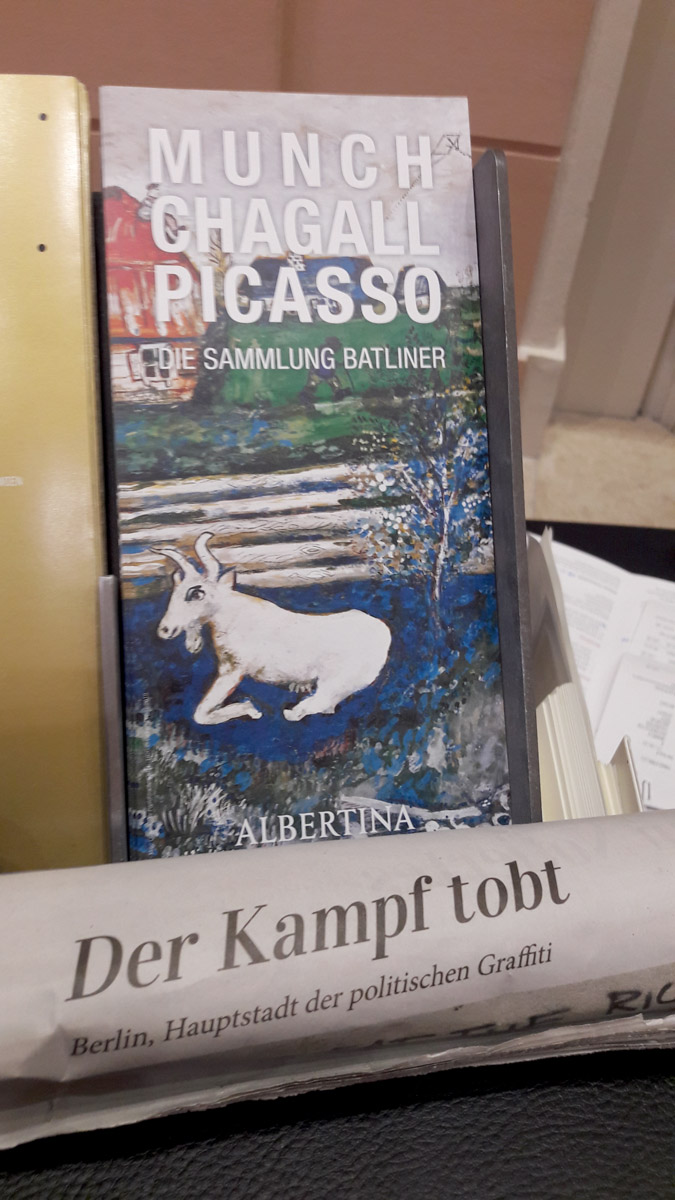 MUNCH
CHAGALL
PICASSO
DIE SAMMLUNG BATLINER
ALBERTINA
Der Kampf tobt
Berlin, Hauptstadt der politischen Graffiti